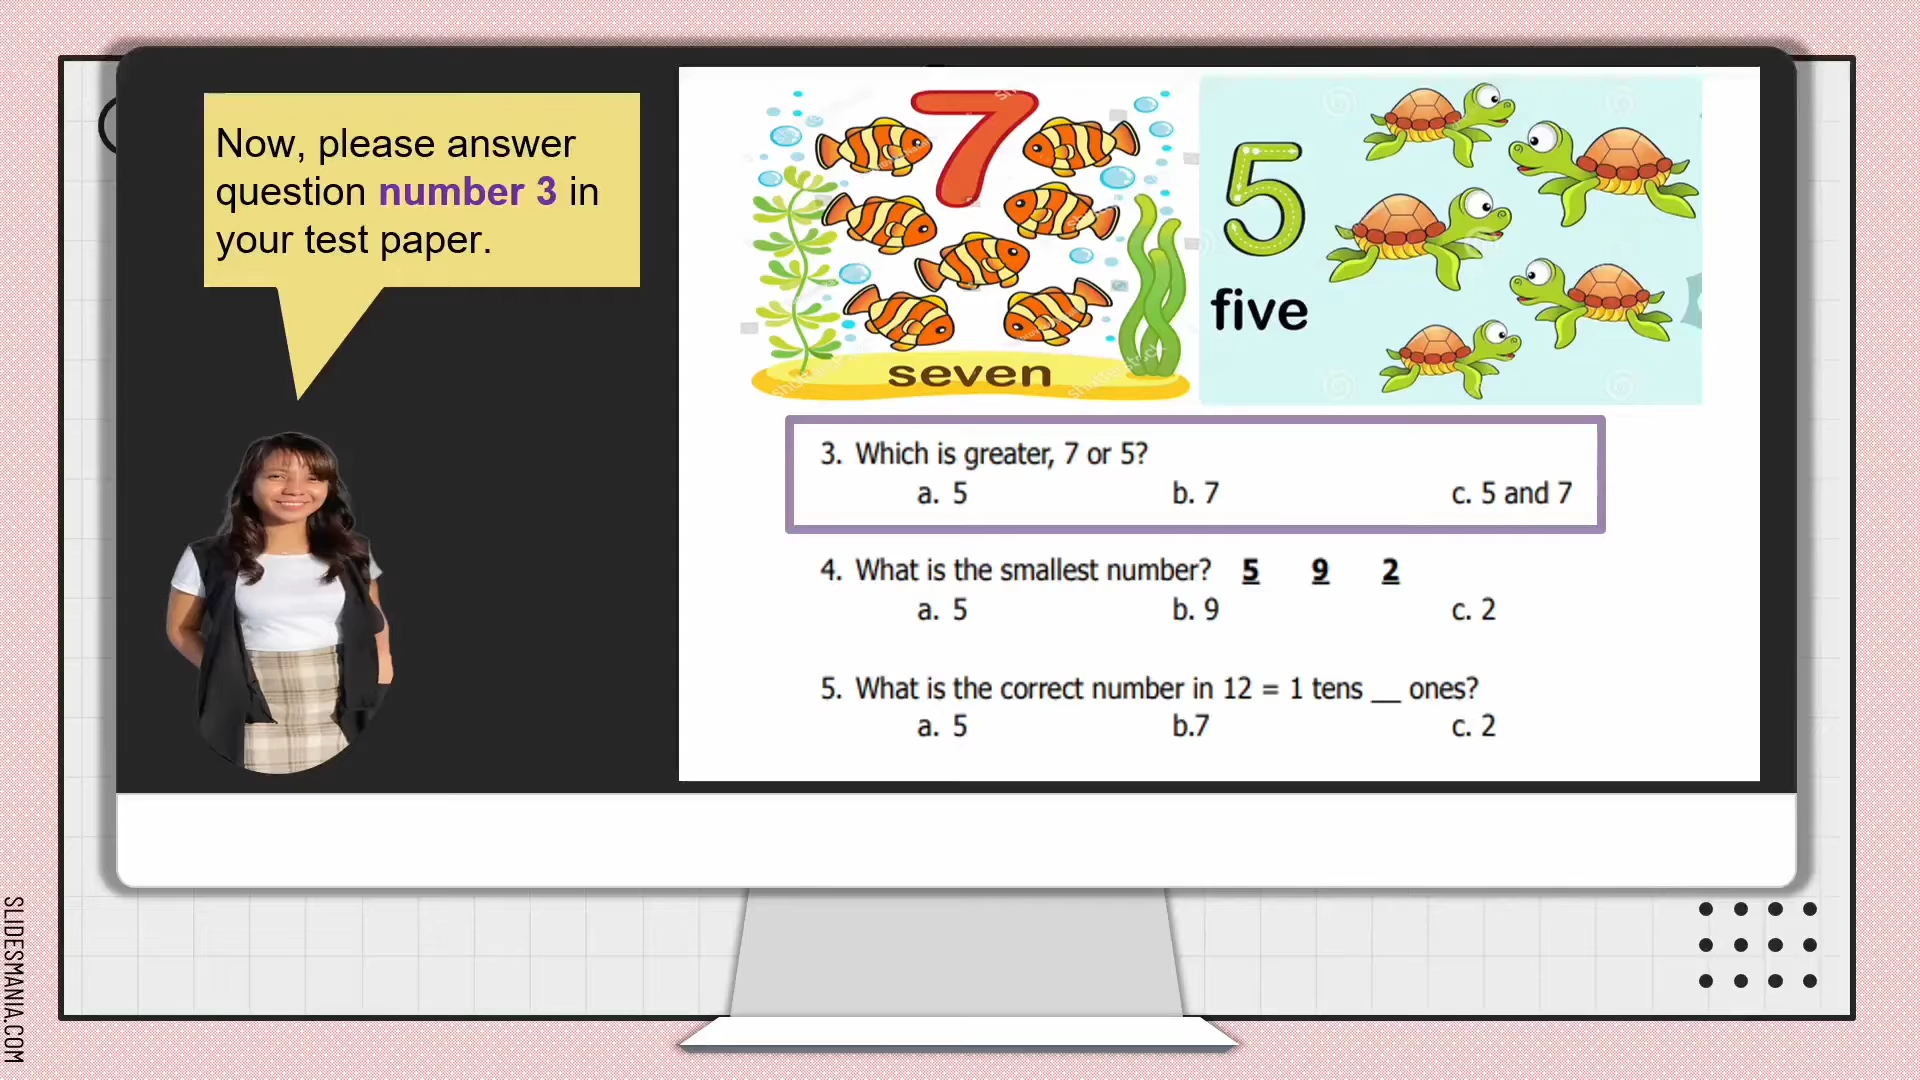 Now, please answer
question number 3 in
your test paper.
7
seven
5
five
3. Which is greater, 7 or 5?
a. 5 b. 7 c. 5 and 7
4. What is the smallest number? 5 9 2
a. 5 b. 9 c. 2
5. What is the correct number in 12 = 1 tens __ ones?
a. 5 b.7 c. 2
SLIDESMANIA.COM